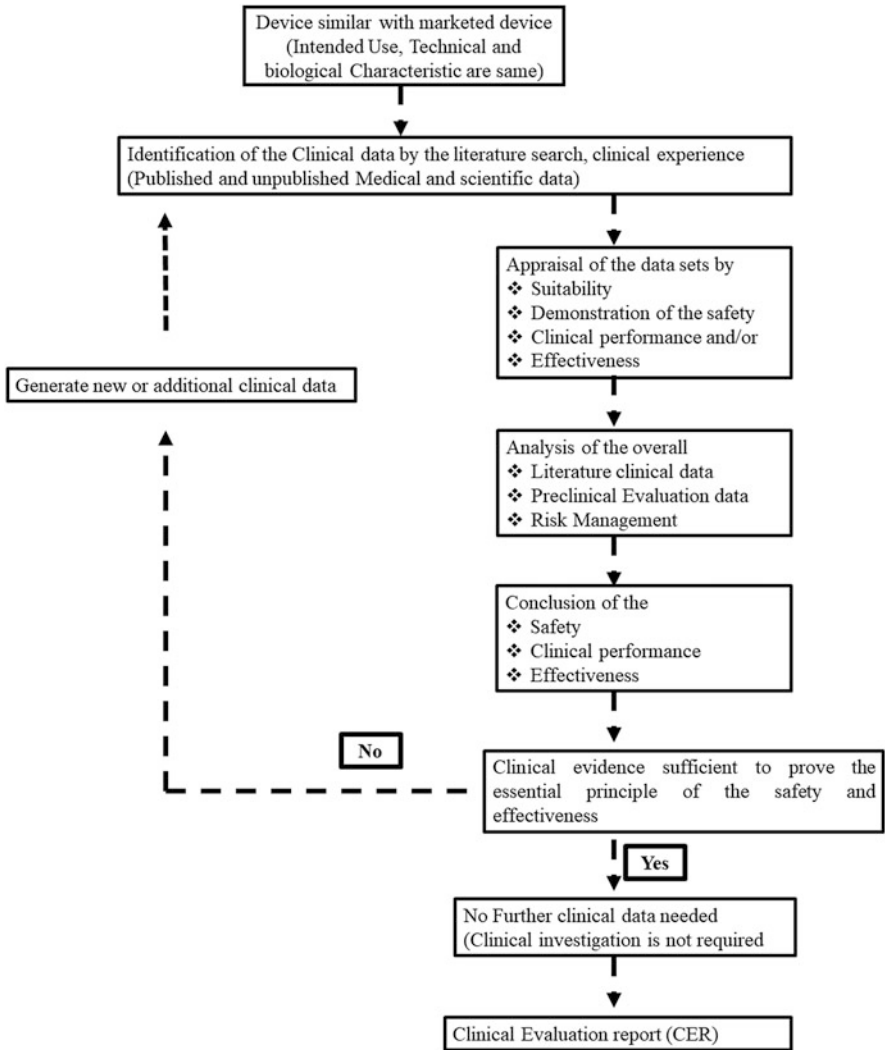 Device similar with marketed device
(Intended Use, Technical and
biological Characteristic are same)
Identification of the Clinical data by the literature search, clinical experience
(Published and unpublished Medical and scientific data)
Appraisal of the data sets by
❖ Suitability
❖ Demonstration of the safety
❖ Clinical performance and/or
❖ Effectiveness
Generate new or additional clinical data
Analysis of the overall
❖ Literature clinical data
❖ Preclinical Evaluation data
❖ Risk Management
Conclusion of the
❖ Safety
❖ Clinical performance
❖ Effectiveness
No
Clinical evidence sufficient to prove the
essential principle of the safety and
effectiveness
Yes
No Further clinical data needed
(Clinical investigation is not required
Clinical Evaluation report (CER)